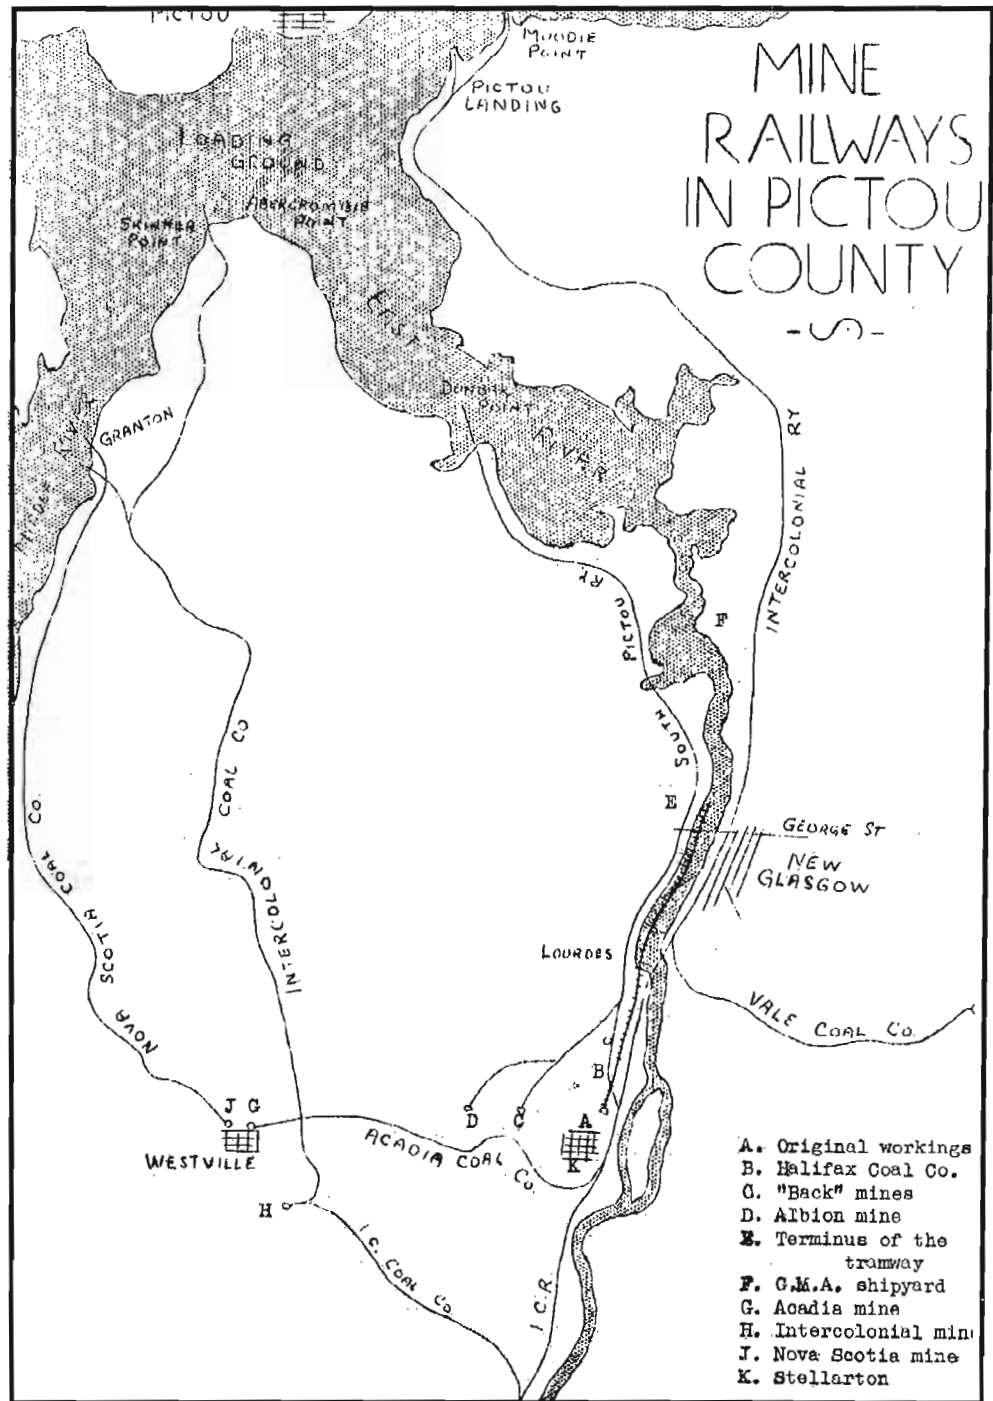 PICTOU
MOODIE
POINT
PICTOU
LANDING
MINE
RAILWAYS
IN PICTOU
COUNTY
LOADING
GROUND
ABERCROMBIE
POINT
SKINNER
POINT
EAST
RIVER
DUNBAR
POINT
MIDDLE
RIVER
GRANTON
INTERCOLONIAL RY
SOUTH PICTOU RY
F
E
GEORGE ST
NEW
GLASGOW
NOVA SCOTIA COAL CO.
INTERCOLONIAL COAL CO
LOURDES
VALE COAL CO.
B
J G
D
C
A
K
WESTVILLE
ACADIA COAL CO.
H
I.C. COAL CO.
I.C.R.
A. Original workings
B. Halifax Coal Co.
C. "Back" mines
D. Albion mine
E. Terminus of the
tramway
F. G.M.A. shipyard
G. Acadia mine
H. Intercolonial min
J. Nova Scotia mine
K. Stellarton